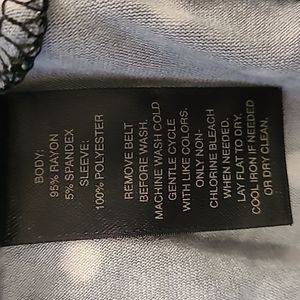 BODY:
95% RAYON
5% SPANDEX
SLEEVE:
100% POLYESTER
REMOVE BELT
BEFORE WASH.
MACHINE WASH COLD
GENTLE CYCLE
WITH LIKE COLORS.
ONLY NON-
CHLORINE BLEACH
WHEN NEEDED.
LAY FLAT TO DRY.
COOL IRON IF NEEDED
OR DRY CLEAN.